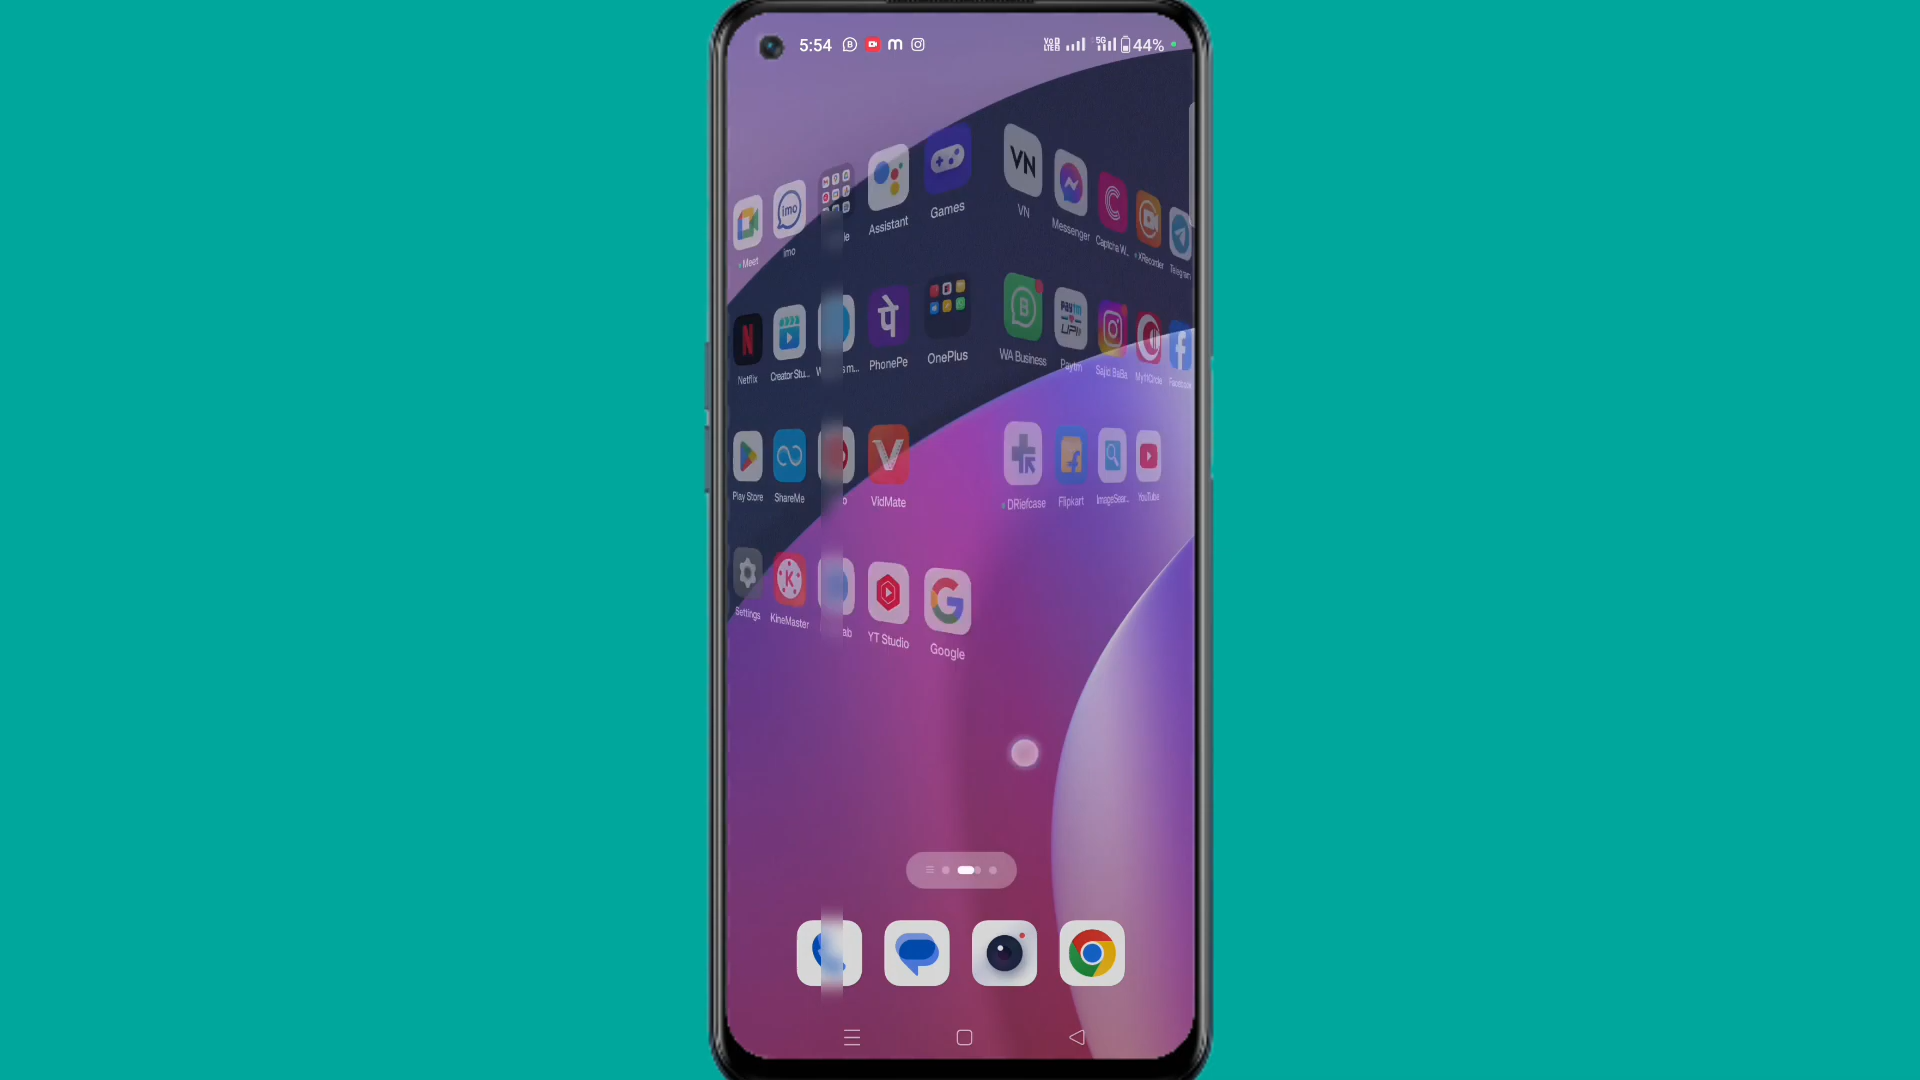 5:54 44%
Assistant Games VN
Meet imo Messenger Captcha W... XRecorder Telegram
Netflix Creator Stu... PhonePe OnePlus WA Business Paytm Sajic BaBa My11Circle Facebook
Play Store ShareMe VidMate DRiefcase Flipkart ImageSear... YouTube
Settings KineMaster YT Studio Google